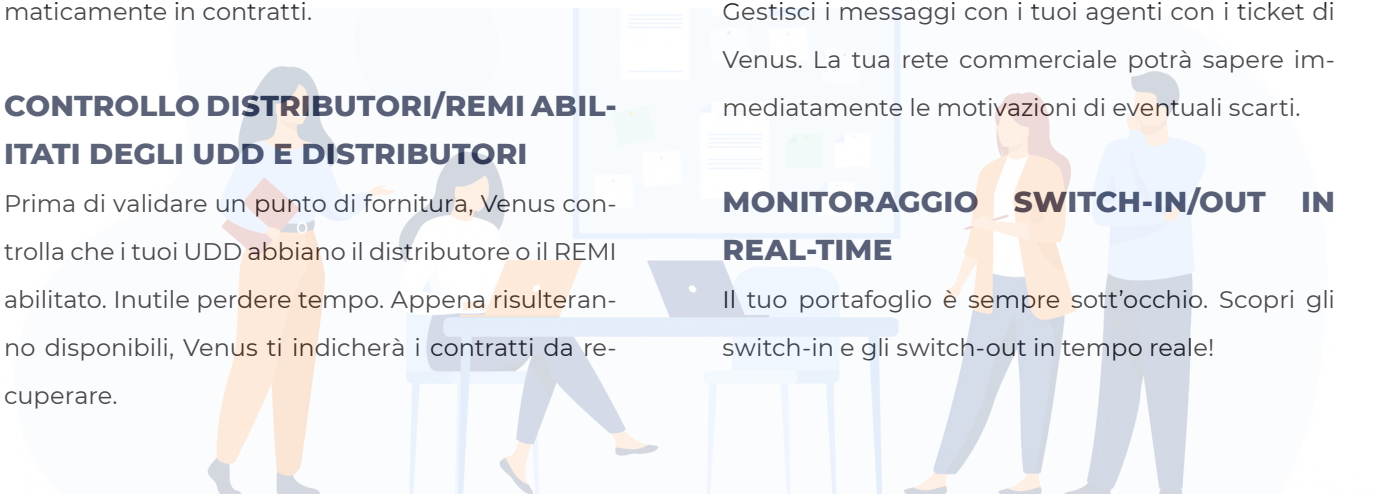 maticamente in contratti.
CONTROLLO DISTRIBUTORI/REMI ABIL-
ITATI DEGLI UDD E DISTRIBUTORI
Prima di validare un punto di fornitura, Venus con-
trolla che i tuoi UDD abbiano il distributore o il REMI
abilitato. Inutile perdere tempo. Appena risulteran-
no disponibili, Venus ti indicherà i contratti da re-
cuperare.
Gestisci i messaggi con i tuoi agenti con i ticket di
Venus. La tua rete commerciale potrà sapere im-
mediatamente le motivazioni di eventuali scarti.
MONITORAGGIO SWITCH-IN/OUT IN
REAL-TIME
Il tuo portafoglio è sempre sott’occhio. Scopri gli
switch-in e gli switch-out in tempo reale!